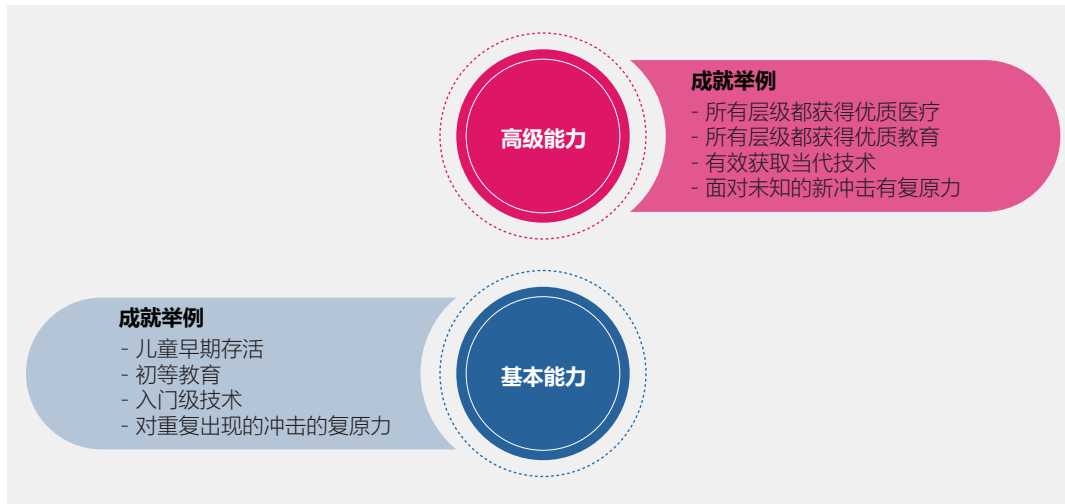 高级能力
成就举例
- 所有层级都获得优质医疗
- 所有层级都获得优质教育
- 有效获取当代技术
- 面对未知的新冲击有复原力
成就举例
- 儿童早期存活
- 初等教育
- 入门级技术
- 对重复出现的冲击的复原力
基本能力